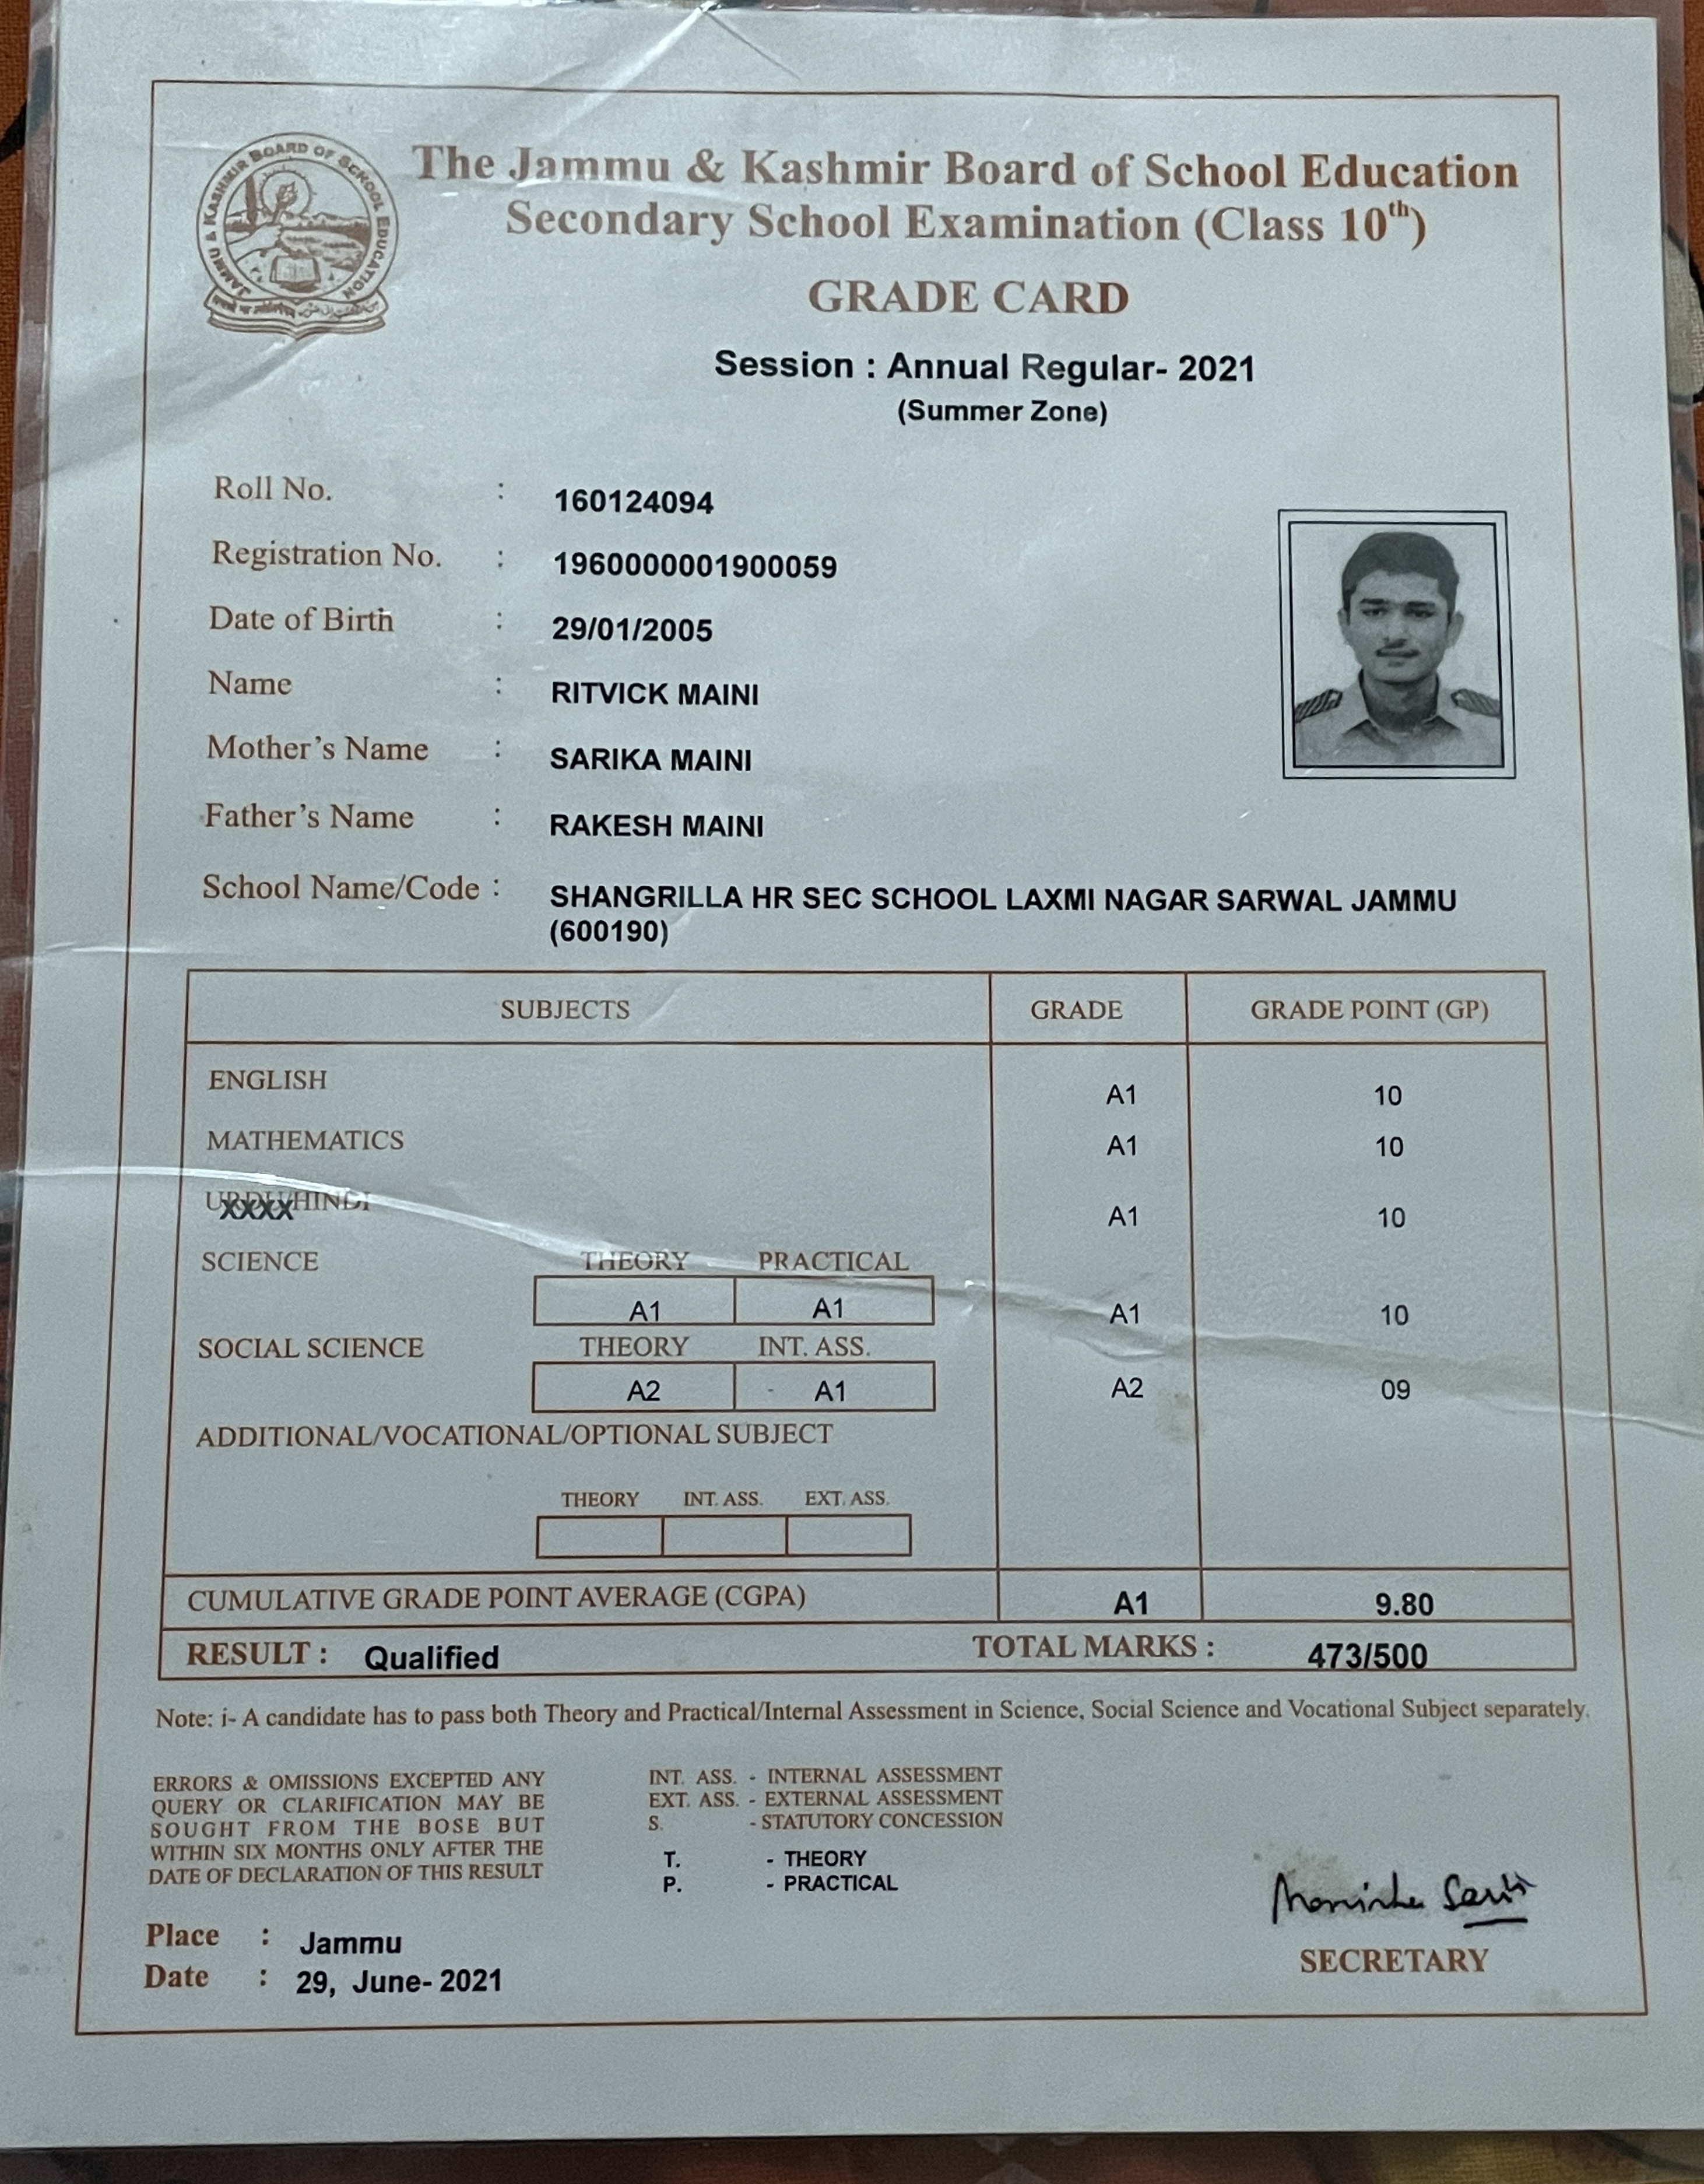 JAMMU & KASHMIR BOARD OF SCHOOL EDUCATION
The Jammu & Kashmir Board of School Education
Secondary School Examination (Class 10th)
GRADE CARD
Session : Annual Regular- 2021
(Summer Zone)
Roll No. : 160124094
Registration No. : 1960000001900059
Date of Birth : 29/01/2005
Name : RITVICK MAINI
Mother's Name : SARIKA MAINI
Father's Name : RAKESH MAINI
School Name/Code : SHANGRILLA HR SEC SCHOOL LAXMI NAGAR SARWAL JAMMU
(600190)
SUBJECTS GRADE GRADE POINT (GP)
ENGLISH A1 10
MATHEMATICS A1 10
URDU/HINDI A1 10
XXXX
SCIENCE THEORY PRACTICAL
A1 A1 A1 10
SOCIAL SCIENCE THEORY INT. ASS.
A2 A1 A2 09
ADDITIONAL/VOCATIONAL/OPTIONAL SUBJECT
THEORY INT. ASS. EXT. ASS.
CUMULATIVE GRADE POINT AVERAGE (CGPA) A1 9.80
RESULT : Qualified TOTAL MARKS : 473/500
Note: i- A candidate has to pass both Theory and Practical/Internal Assessment in Science, Social Science and Vocational Subject separately.
ERRORS & OMISSIONS EXCEPTED ANY
QUERY OR CLARIFICATION MAY BE
SOUGHT FROM THE BOSE BUT
WITHIN SIX MONTHS ONLY AFTER THE
DATE OF DECLARATION OF THIS RESULT
INT. ASS. - INTERNAL ASSESSMENT
EXT. ASS. - EXTERNAL ASSESSMENT
S. - STATUTORY CONCESSION
T. - THEORY
P. - PRACTICAL
Place : Jammu
Date : 29, June- 2021
SECRETARY